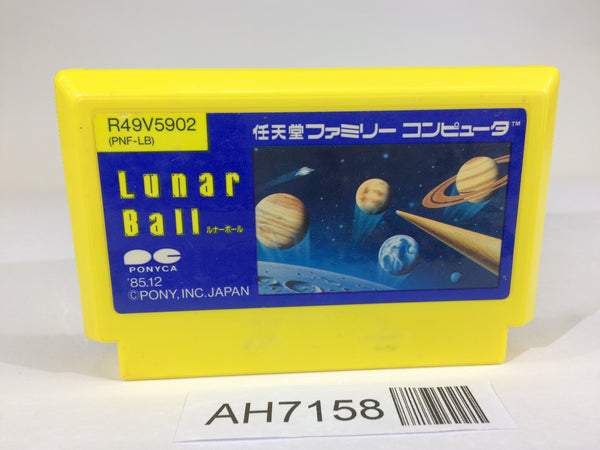 R49V5902
(PNF-LB)
任天堂 ファミリー コンピュータ™
Lunar
Ball ルナーボール
PONYCA
'85.12
©PONY, INC. JAPAN
AH7158